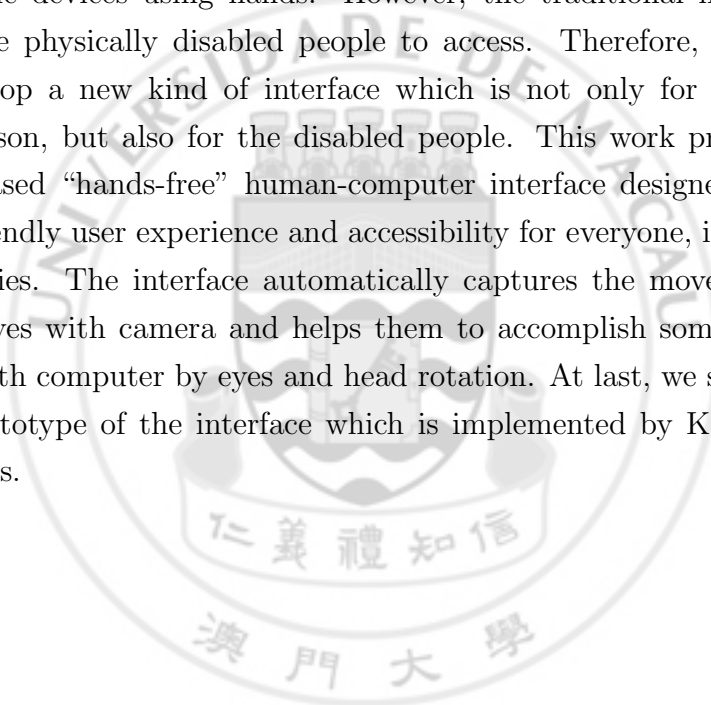 devices using hands. However, the traditional
physically disabled people to access. Therefore,
op a new kind of interface which is not only for
son, but also for the disabled people. This work
ased “hands-free” human-computer interface designe
endly user experience and accessibility for everyone,
ies. The interface automatically captures the move
yes with camera and helps them to accomplish som
th computer by eyes and head rotation. At last, we
totype of the interface which is implemented by K
s.
UNIVERSIDADE DE MACAU
仁義禮知信
澳門大學